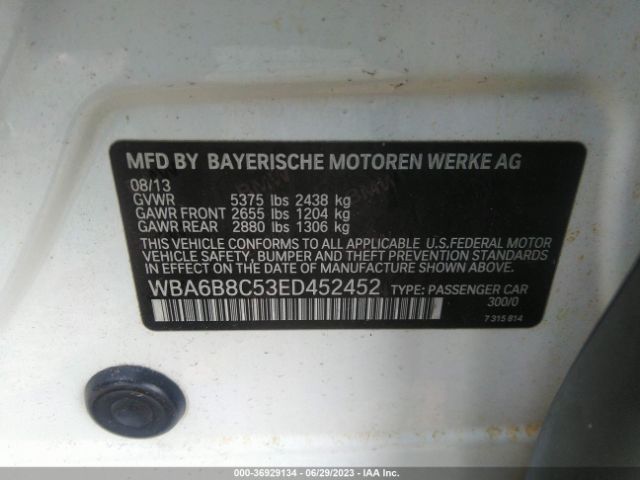 MFD BY BAYERISCHE MOTOREN WERKE AG
08/13
GVWR 5375 lbs 2438 kg
GAWR FRONT 2655 lbs 1204 kg
GAWR REAR 2880 lbs 1306 kg
THIS VEHICLE CONFORMS TO ALL APPLICABLE U.S.FEDERAL MOTOR
VEHICLE SAFETY, BUMPER AND THEFT PREVENTION STANDARDS
IN EFFECT ON THE DATE OF MANUFACTURE SHOWN ABOVE.
WBA6B8C53ED452452 TYPE: PASSENGER CAR
300/0
7 315 814
000-36929134 - 06/29/2023 - IAA Inc.